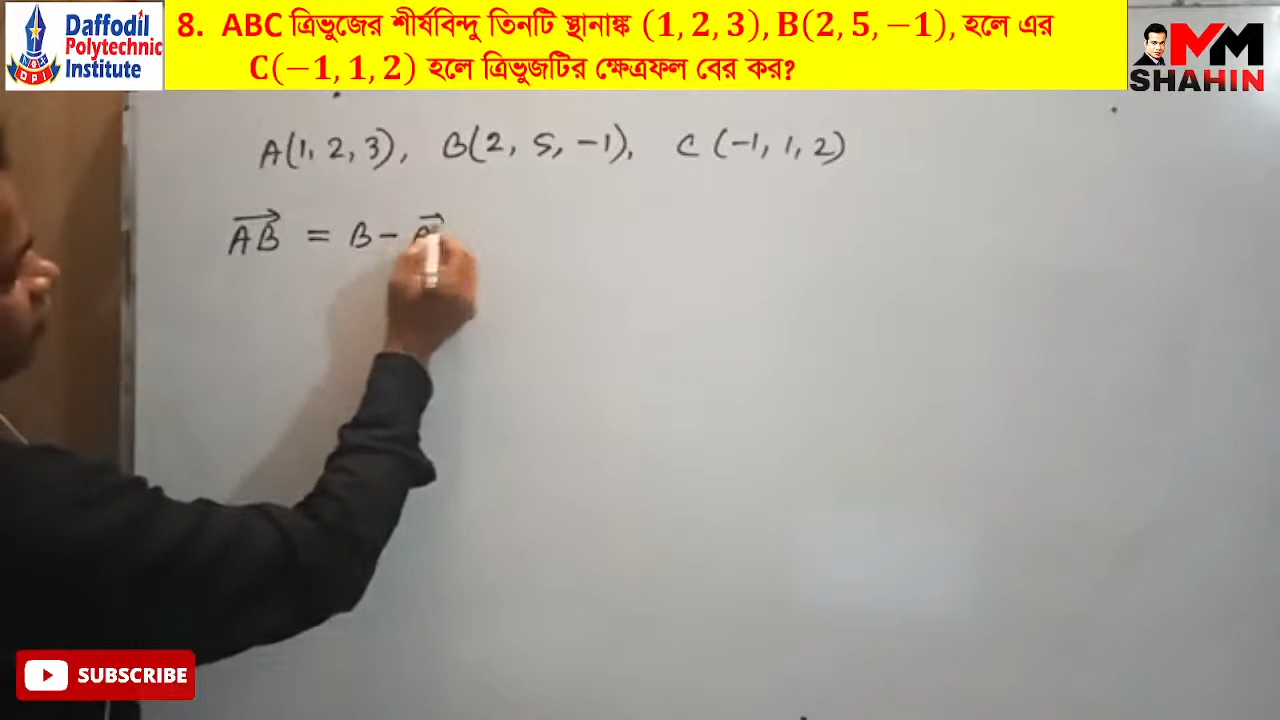 Daffodil
Polytechnic
Institute
DPI
8. ABC ত্রিভুজের শীর্ষবিন্দু তিনটি স্থানাঙ্ক (1, 2, 3), B(2, 5, −1), হলে এর
C(−1, 1, 2) হলে ত্রিভুজটির ক্ষেত্রফল বের কর?
MM
SHAHIN
A(1, 2, 3), B(2, 5, -1), C(-1, 1, 2)
AB = B - A
SUBSCRIBE